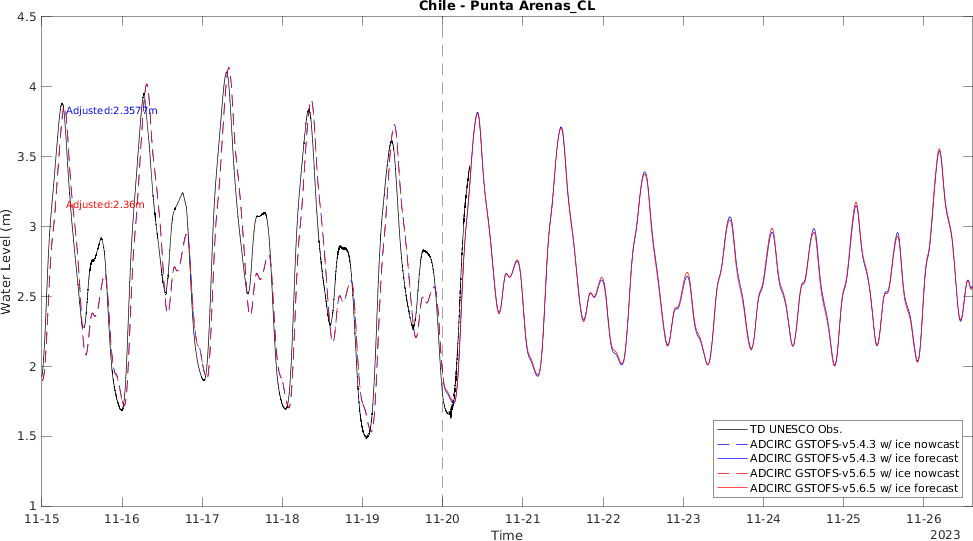 Chile - Punta Arenas_CL
4.5
4
3.5
3
2.5
2
1.5
1
Water Level (m)
Adjusted:2.3577m
Adjusted:2.36m
TD UNESCO Obs.
ADCIRC GSTOFS-v5.4.3 w/ ice nowcast
ADCIRC GSTOFS-v5.4.3 w/ ice forecast
ADCIRC GSTOFS-v5.6.5 w/ ice nowcast
ADCIRC GSTOFS-v5.6.5 w/ ice forecast
11-15 11-16 11-17 11-18 11-19 11-20 11-21 11-22 11-23 11-24 11-25 11-26
2023
Time